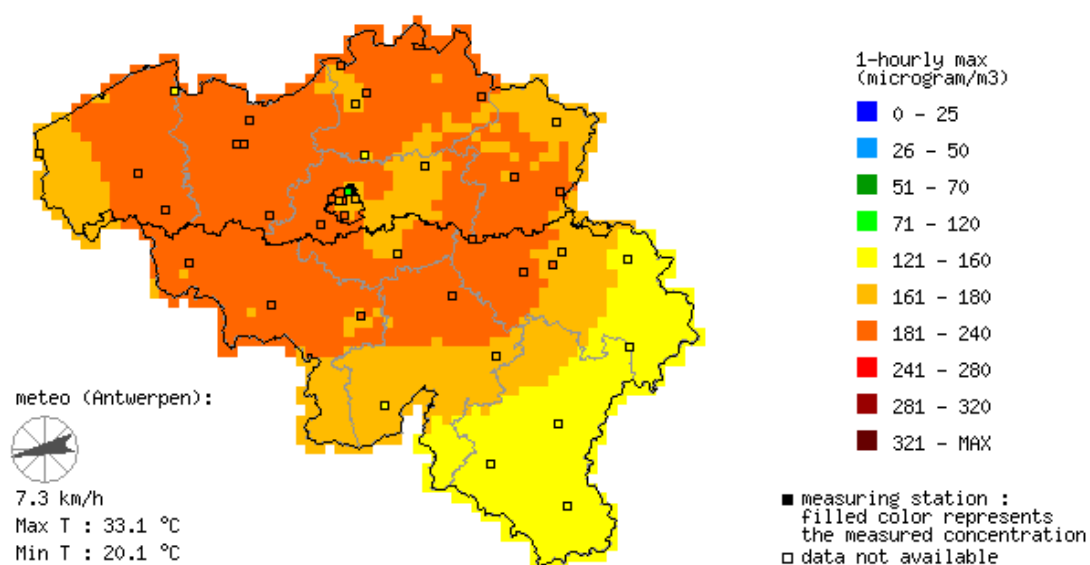 1-hourly max
(microgram/m3)
0 - 25
26 - 50
51 - 70
71 - 120
121 - 160
161 - 180
181 - 240
241 - 280
281 - 320
321 - MAX
meteo (Antwerpen):
7.3 km/h
Max T : 33.1 °C
Min T : 20.1 °C
measuring station :
filled color represents
the measured concentration
data not available